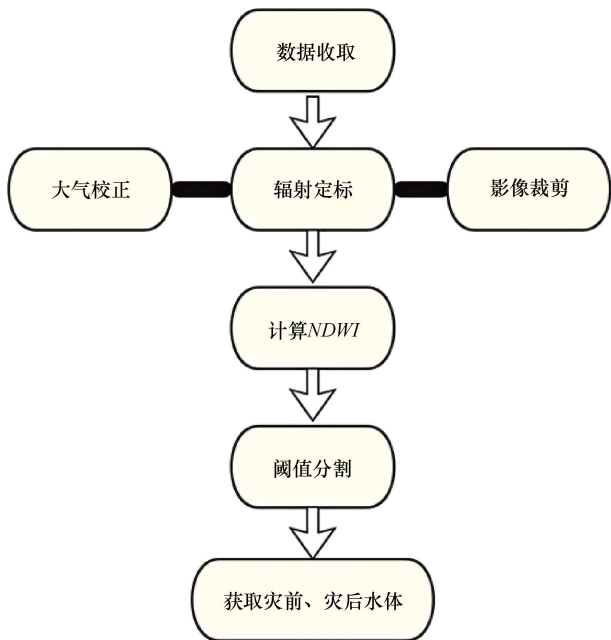 数据收取
大气校正
辐射定标
影像裁剪
计算NDWI
阈值分割
获取灾前、灾后水体